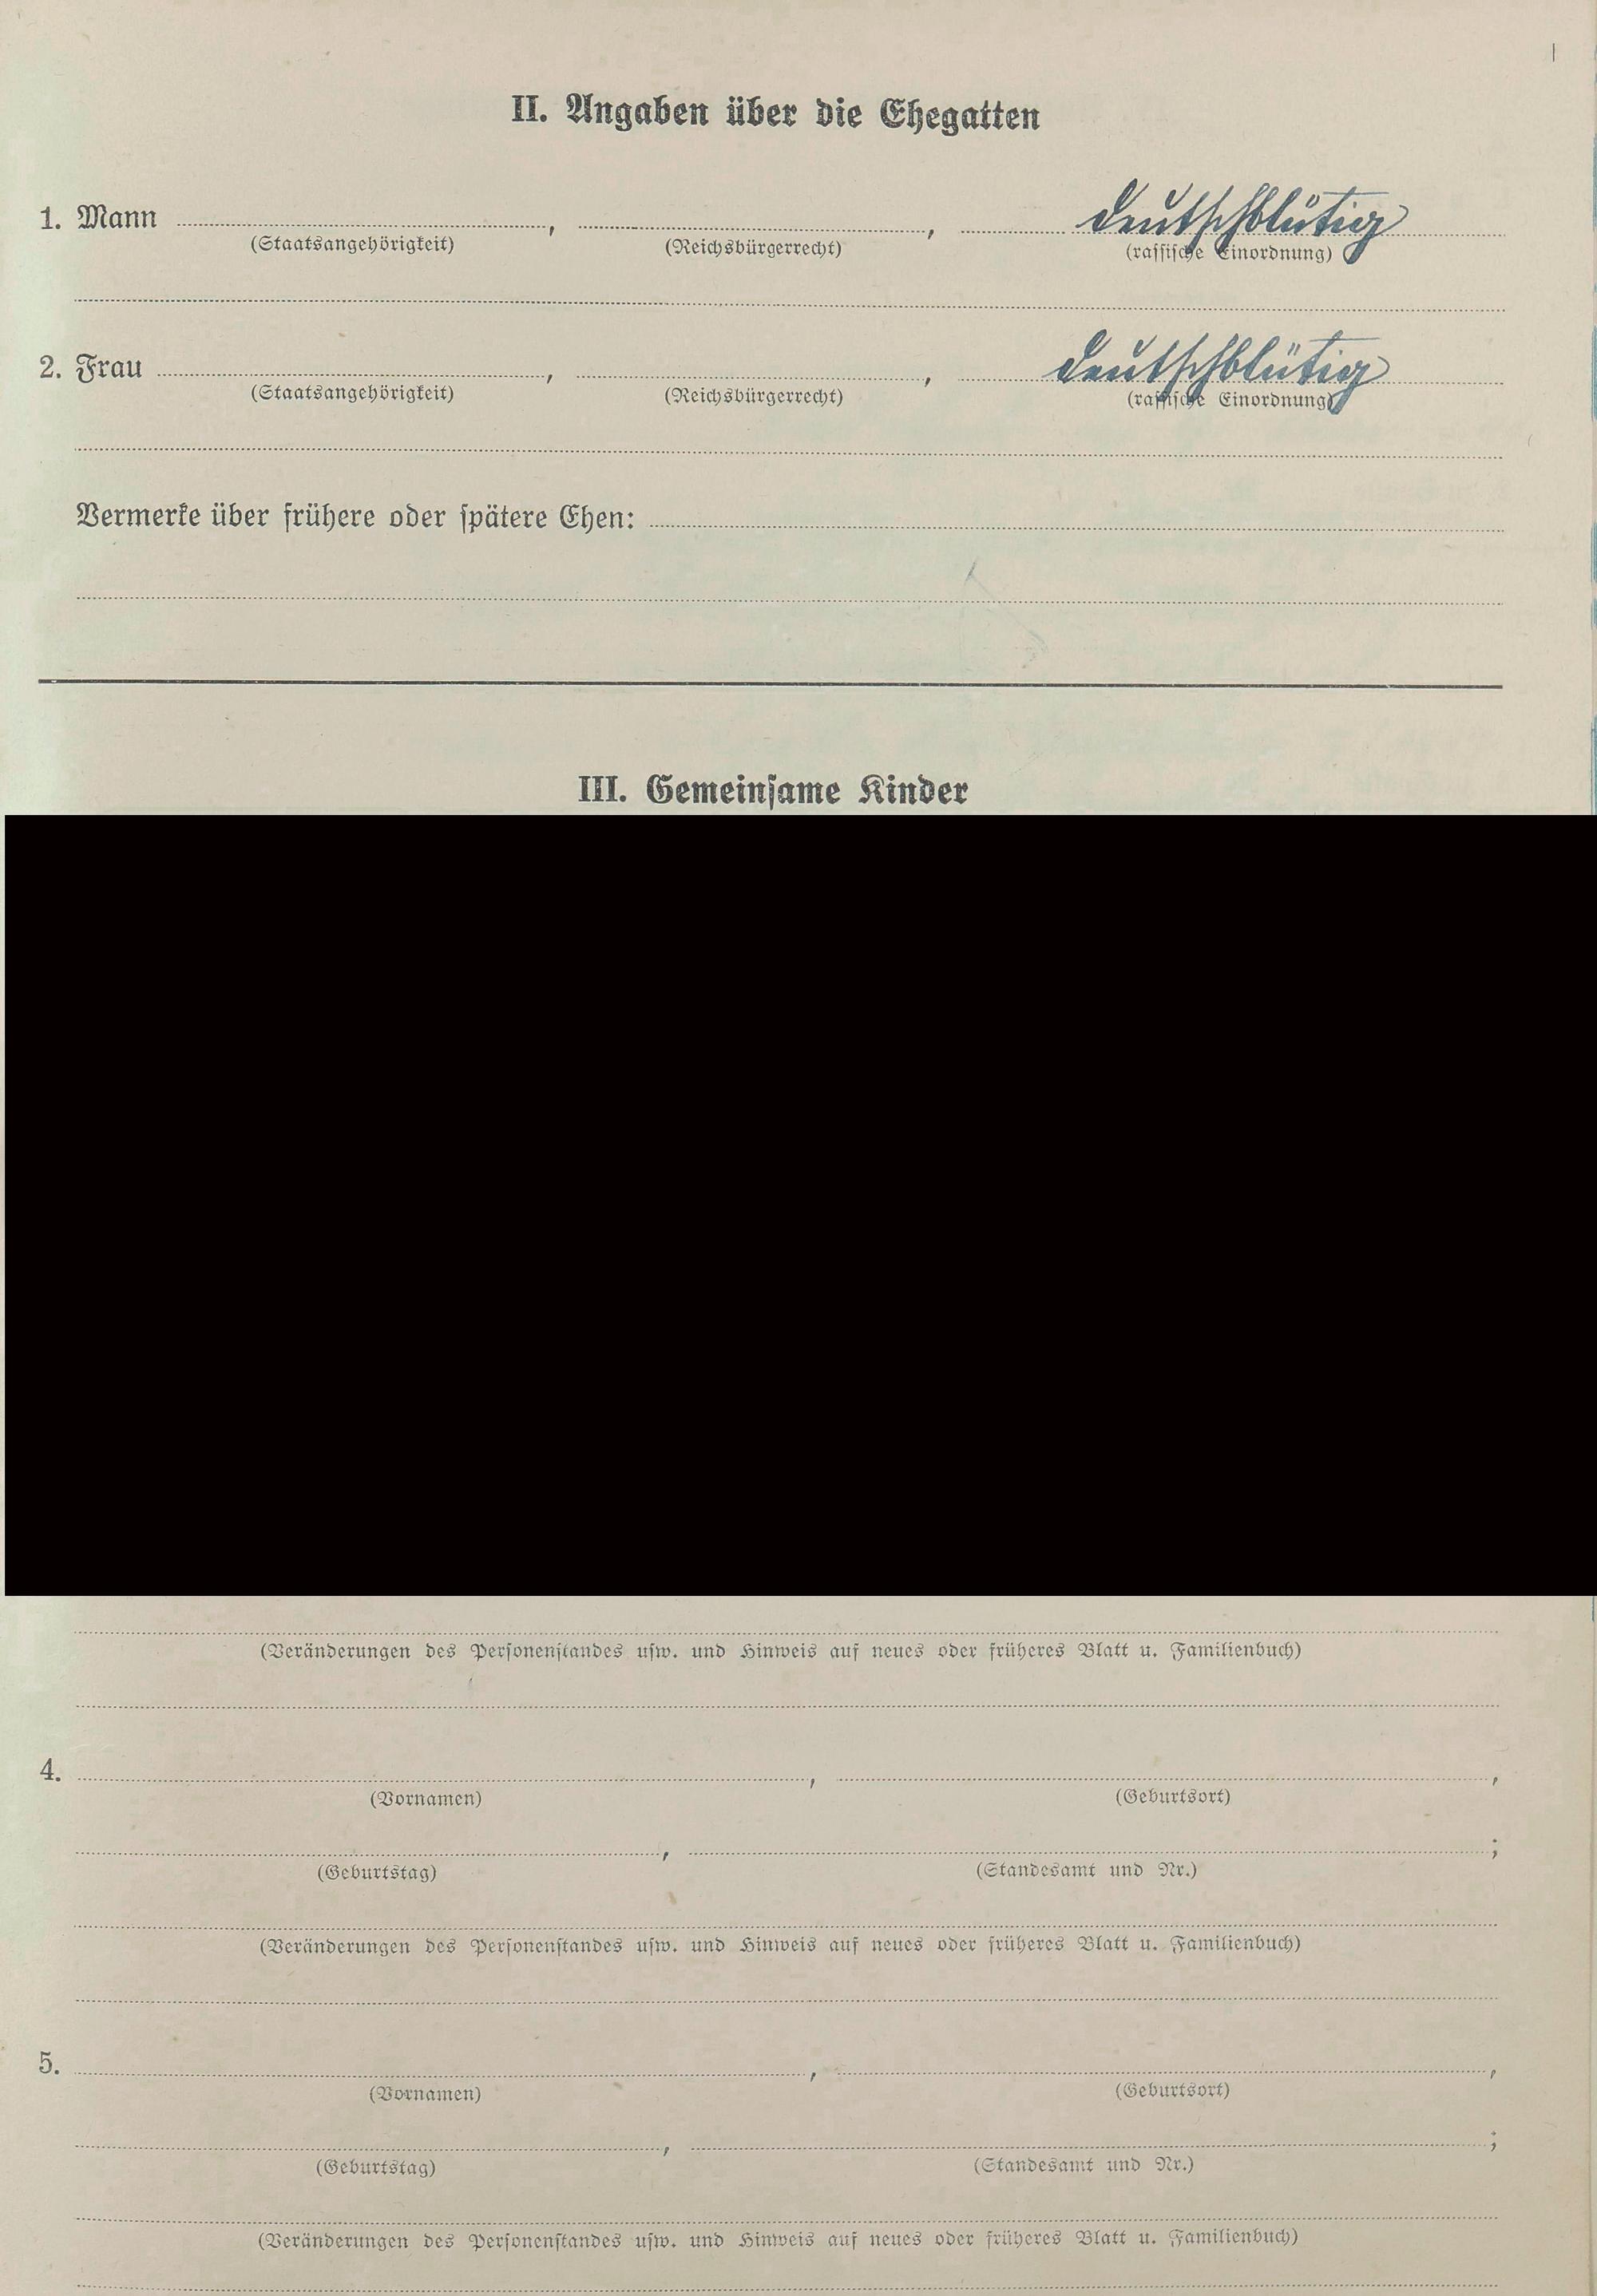 II. Angaben über die Ehegatten
1. Mann , , deutschblütig
(Staatsangehörigkeit) (Reichsbürgerrecht) (rassische Einordnung)
2. Frau , , deutschblütig
(Staatsangehörigkeit) (Reichsbürgerrecht) (rassische Einordnung)
Vermerke über frühere oder spätere Ehen:
III. Gemeinsame Kinder
(Veränderungen des Personenstandes usw. und Hinweis auf neues oder früheres Blatt u. Familienbuch)
4. , ,
(Vornamen) (Geburtsort)
, ;
(Geburtstag) (Standesamt und Nr.)
(Veränderungen des Personenstandes usw. und Hinweis auf neues oder früheres Blatt u. Familienbuch)
5. , ,
(Vornamen) (Geburtsort)
, ;
(Geburtstag) (Standesamt und Nr.)
(Veränderungen des Personenstandes usw. und Hinweis auf neues oder früheres Blatt u. Familienbuch)